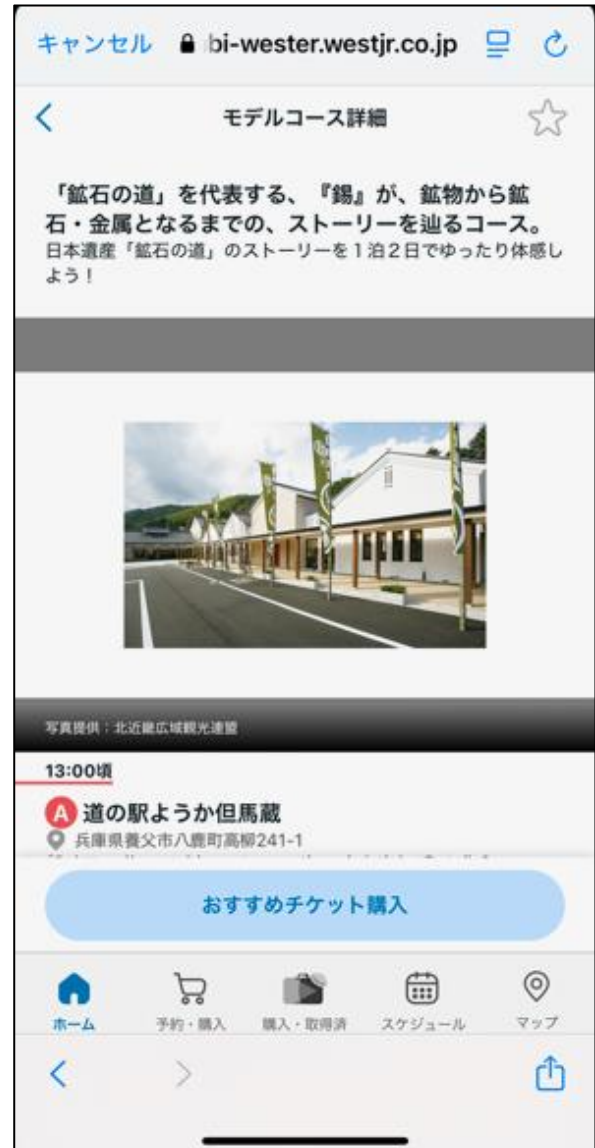 キャンセル bi-wester.westjr.co.jp
モデルコース詳細
「鉱石の道」を代表する、『錫』が、鉱物から鉱
石・金属となるまでの、ストーリーを辿るコース。
日本遺産「鉱石の道」のストーリーを1泊2日でゆったり体感し
よう！
写真提供：北近畿広域観光連盟
13:00頃
A 道の駅ようか但馬蔵
兵庫県養父市八鹿町高柳241-1
おすすめチケット購入
ホーム 予約・購入 購入・取得済 スケジュール マップ